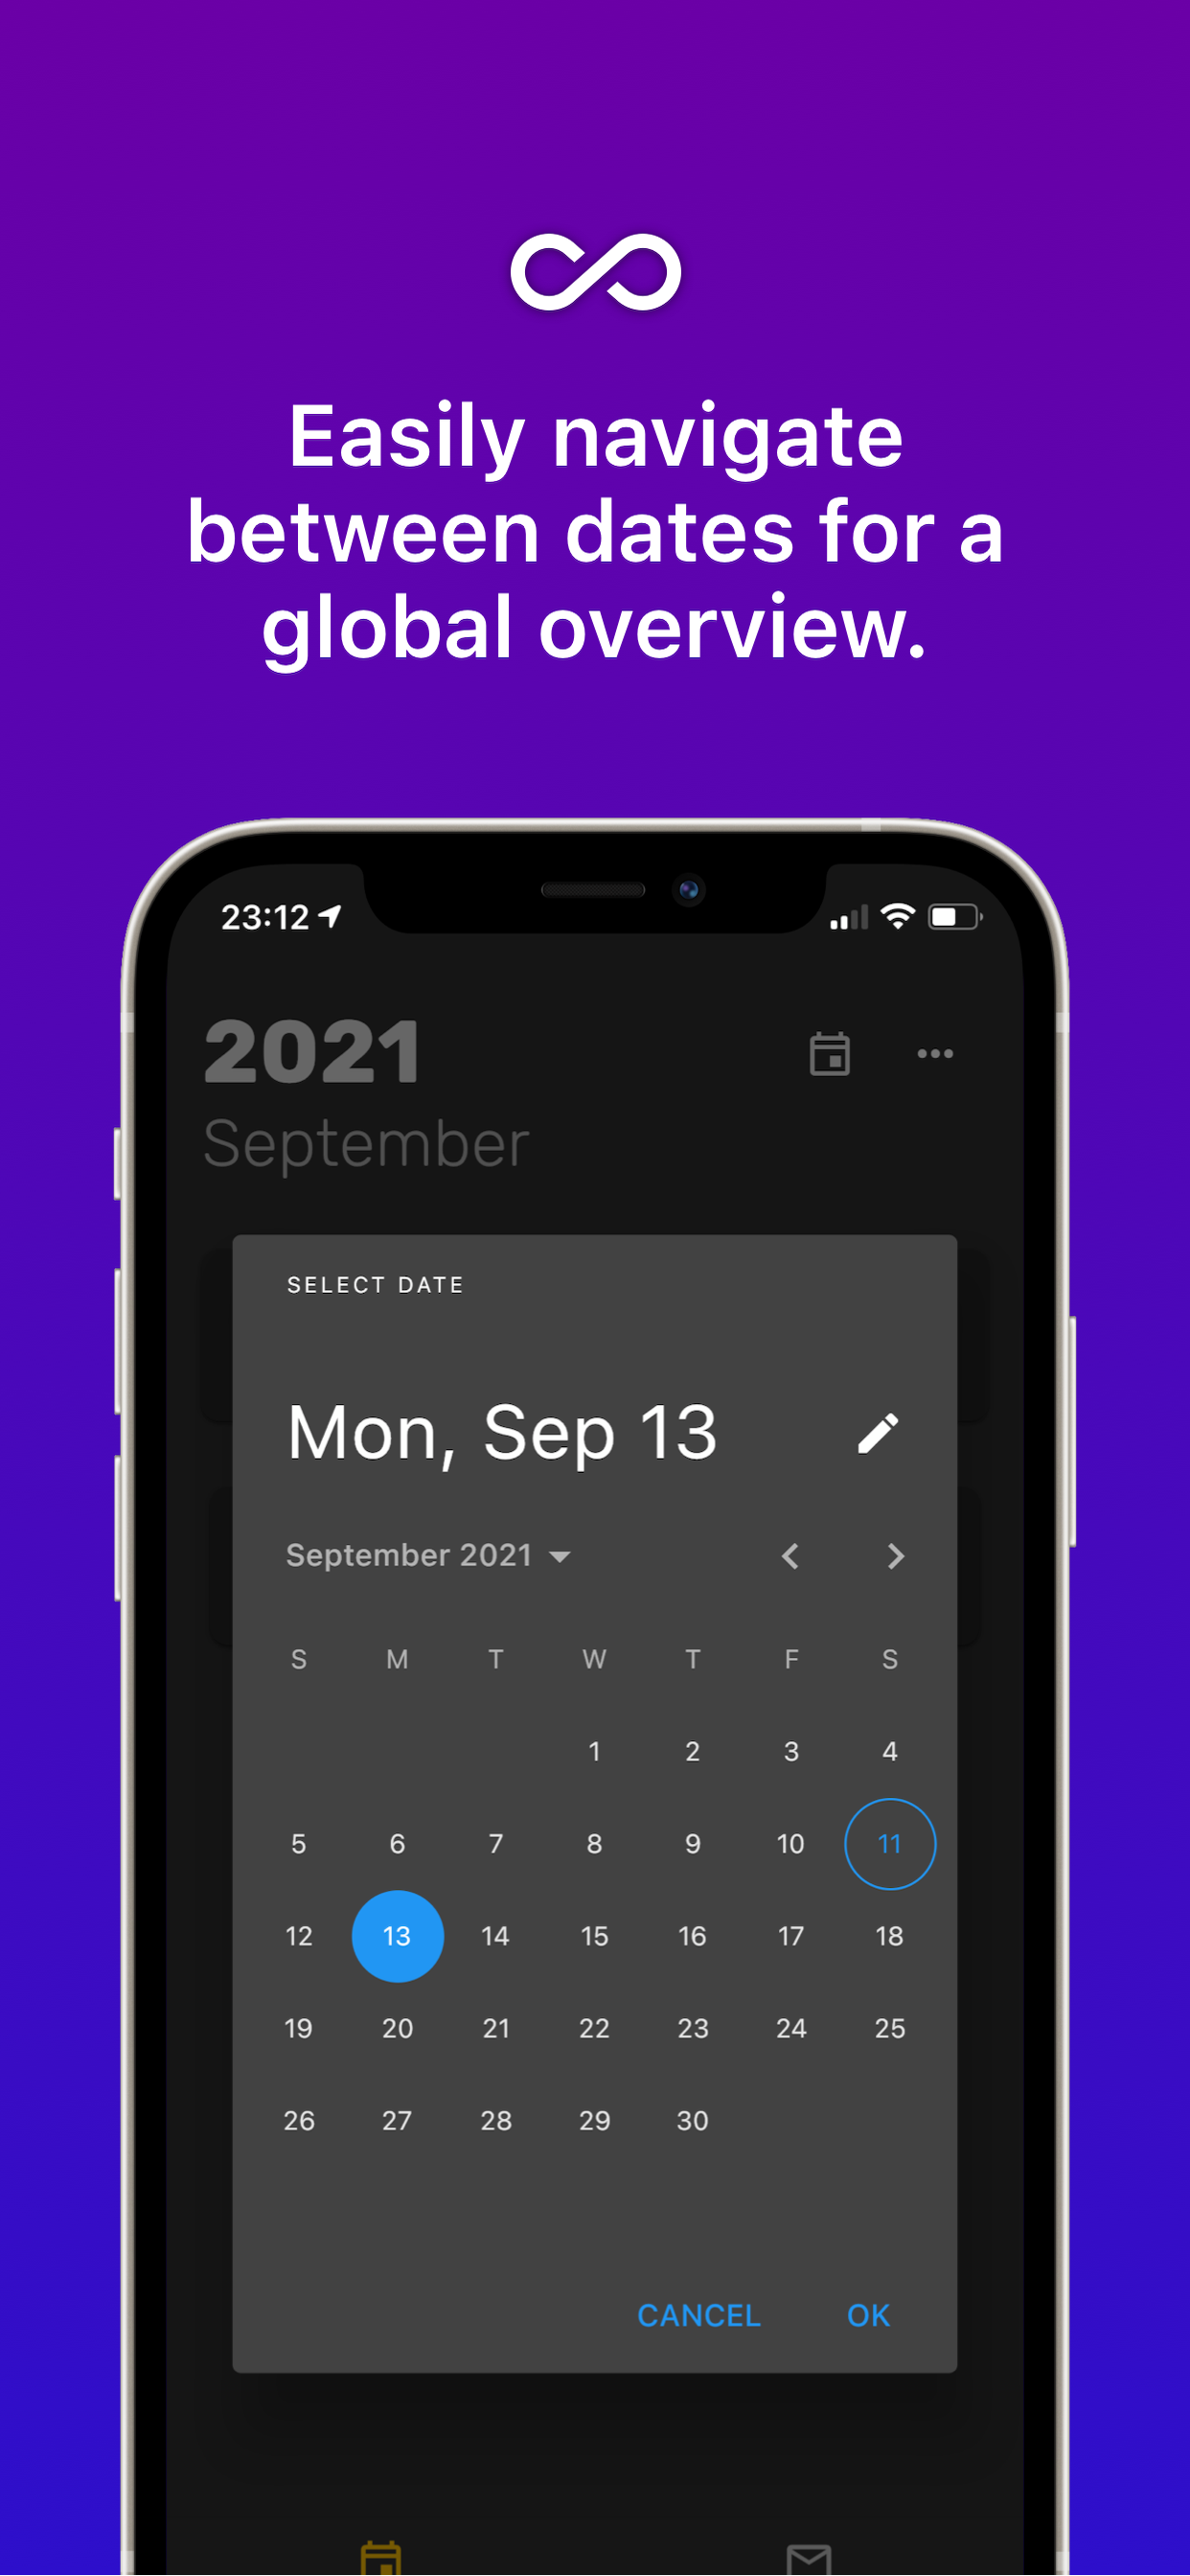 Easily navigate
between dates for a
global overview.
23:12
2021
September
SELECT DATE
Mon, Sep 13
September 2021
S M T W T F S
1 2 3 4
5 6 7 8 9 10 11
12 13 14 15 16 17 18
19 20 21 22 23 24 25
26 27 28 29 30
CANCEL OK